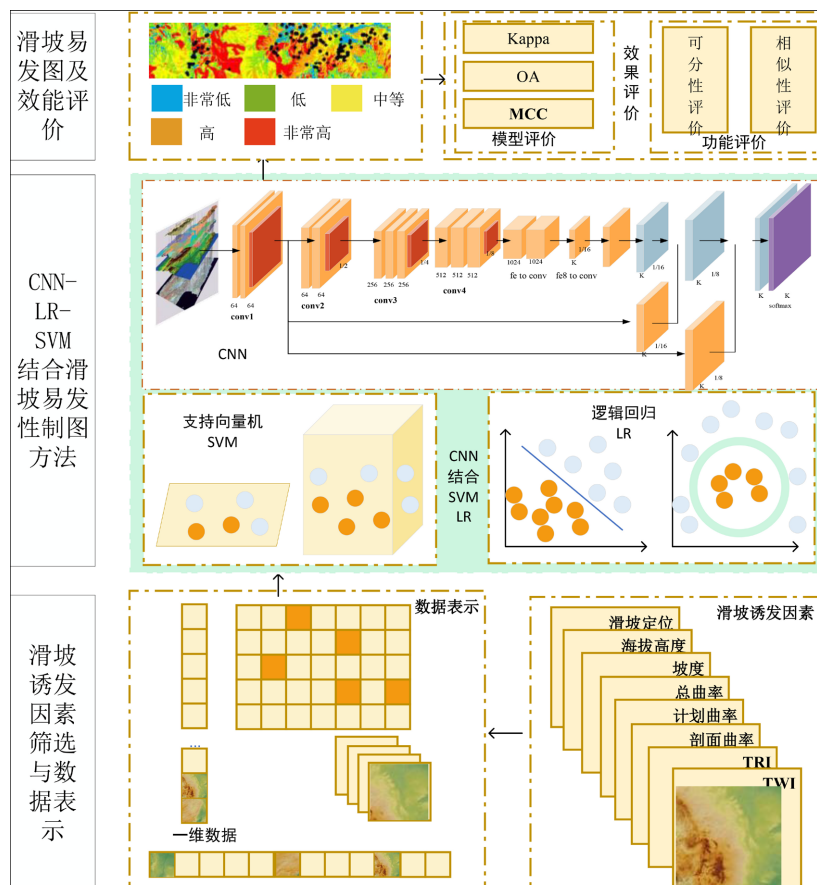 滑坡易
发图及
效能评
价
非常低
低
中等
高
非常高
Kappa
OA
MCC
模型评价
效果评价
可分性评价
相似性评价
功能评价
CNN-
LR-
SVM
结合滑
坡易发
性制图
方法
64 64
conv1
1/2
64 64
conv2
1/4
256 256 256
conv3
1/8
512 512 512
conv4
1024 1024
fe to conv
1/16
K
fe8 to conv
K 1/16
K 1/8
K K
softmax
K 1/16
K 1/8
CNN
支持向量机
SVM
CNN
结合
SVM
LR
逻辑回归
LR
滑坡
诱发
因素
筛选
与数
据表
示
数据表示
...
一维数据
滑坡诱发因素
滑坡定位
海拔高度
坡度
总曲率
计划曲率
剖面曲率
TRI
TWI